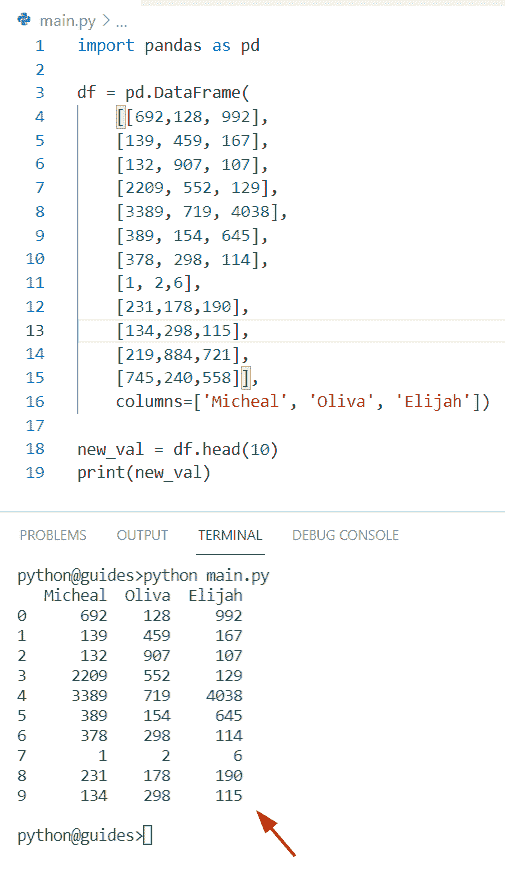 main.py > ...
1 import pandas as pd
2
3 df = pd.DataFrame(
4 [[692,128, 992],
5 [139, 459, 167],
6 [132, 907, 107],
7 [2209, 552, 129],
8 [3389, 719, 4038],
9 [389, 154, 645],
10 [378, 298, 114],
11 [1, 2,6],
12 [231,178,190],
13 [134,298,115],
14 [219,884,721],
15 [745,240,558]],
16 columns=['Micheal', 'Oliva', 'Elijah'])
17
18 new_val = df.head(10)
19 print(new_val)
PROBLEMS OUTPUT TERMINAL DEBUG CONSOLE
python@guides>python main.py
Micheal Oliva Elijah
0 692 128 992
1 139 459 167
2 132 907 107
3 2209 552 129
4 3389 719 4038
5 389 154 645
6 378 298 114
7 1 2 6
8 231 178 190
9 134 298 115
python@guides>